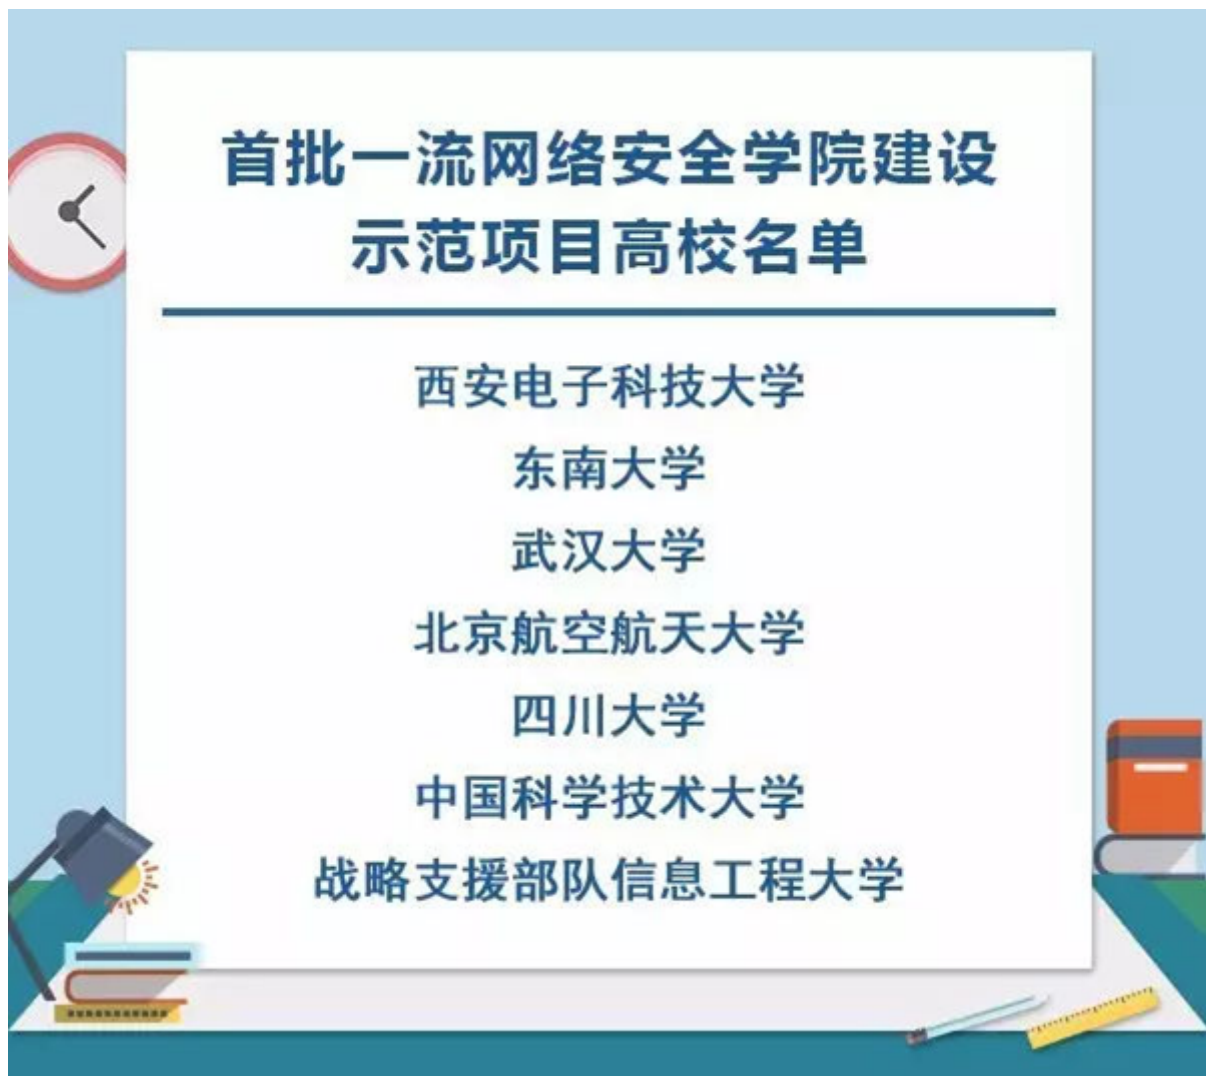 首批一流网络安全学院建设
示范项目高校名单
西安电子科技大学
东南大学
武汉大学
北京航空航天大学
四川大学
中国科学技术大学
战略支援部队信息工程大学